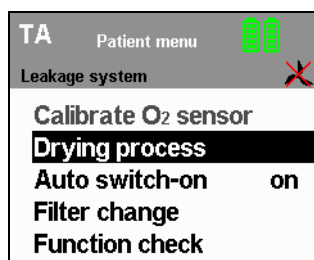 TA Patient menu
Leakage system
Calibrate O2 sensor
Drying process
Auto switch-on on
Filter change
Function check